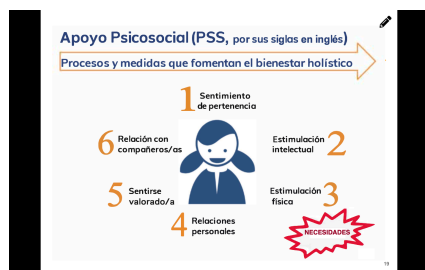 Apoyo Psicosocial (PSS, por sus siglas en inglés)
Procesos y medidas que fomentan el bienestar holístico
1 Sentimiento
de pertenencia
6 Relación con
compañeros/as
Estimulación
intelectual 2
5 Sentirse
valorado/a
Estimulación
física 3
4 Relaciones
personales
NECESIDADES
19